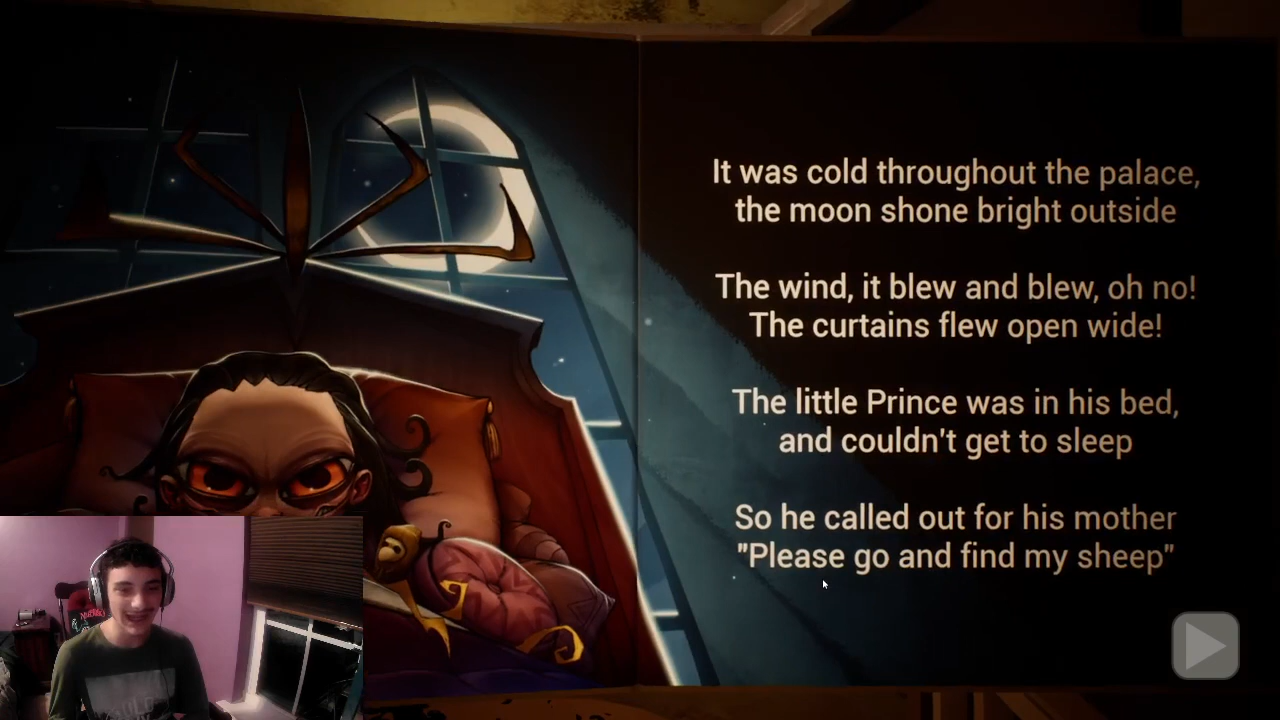 It was cold throughout the palace,
the moon shone bright outside
The wind, it blew and blew, oh no!
The curtains flew open wide!
The little Prince was in his bed,
and couldn't get to sleep
So he called out for his mother
"Please go and find my sheep"